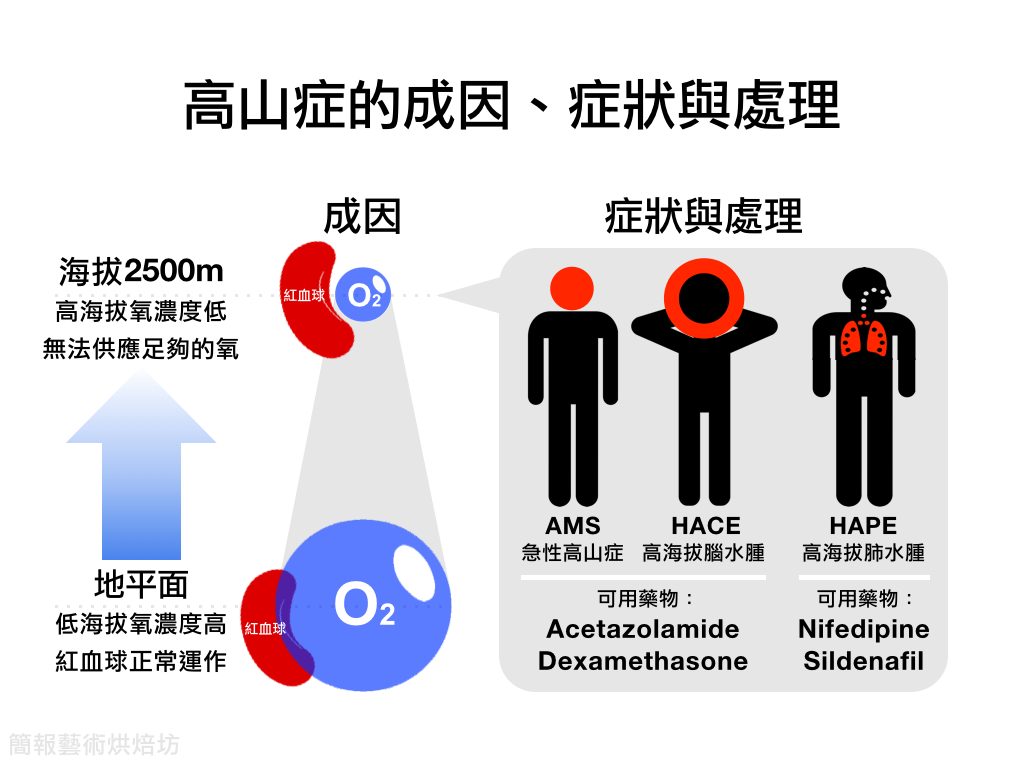 高山症的成因、症狀與處理
成因
症狀與處理
海拔2500m
高海拔氧濃度低
無法供應足夠的氧
紅血球
O2
地平面
低海拔氧濃度高
紅血球正常運作
紅血球
O2
AMS
急性高山症
HACE
高海拔腦水腫
HAPE
高海拔肺水腫
可用藥物：
Acetazolamide
Dexamethasone
可用藥物：
Nifedipine
Sildenafil
簡報藝術烘焙坊